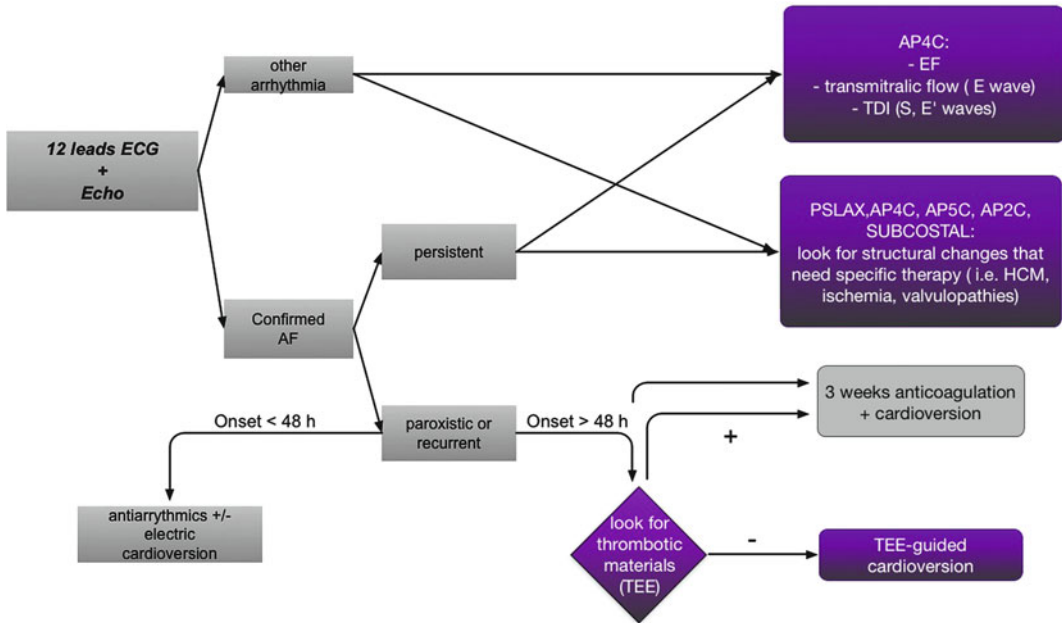 12 leads ECG
+
Echo
other
arrhythmia
Confirmed
AF
persistent
paroxistic or
recurrent
Onset < 48 h
Onset > 48 h
antiarrythmics +/-
electric
cardioversion
AP4C:
- EF
- transmitralic flow ( E wave)
- TDI (S, E' waves)
PSLAX,AP4C, AP5C, AP2C,
SUBCOSTAL:
look for structural changes that
need specific therapy ( i.e. HCM,
ischemia, valvulopathies)
3 weeks anticoagulation
+ cardioversion
+
look for
thrombotic
materials
(TEE)
-
TEE-guided
cardioversion